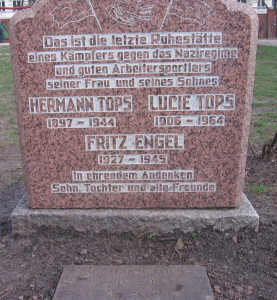 Das ist die letzte Ruhestätte
eines Kämpfers gegen das Naziregime
und guten Arbeitersportlers
seiner Frau und seines Sohnes
HERMANN TOPS LUCIE TOPS
1897 - 1944 1906 - 1964
FRITZ ENGEL
1927 - 1945
In ehrendem Andenken
Sohn, Tochter und alte Freunde